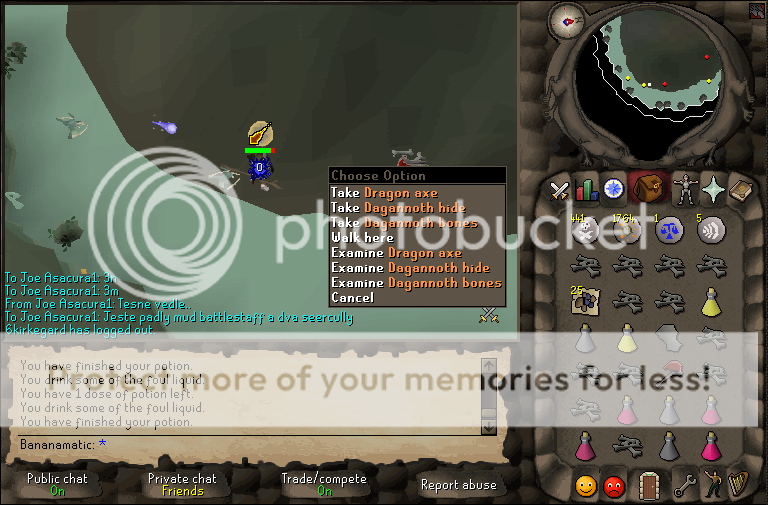 Choose Option
Take Dragon axe
Take Dagannoth hide
Take Dagannoth bones
Walk here
Examine Dragon axe
Examine Dagannoth hide
Examine Dagannoth bones
Cancel
0
441
1764
1
5
25
photobucket
To Joe Asacura1: 3m
To Joe Asacura1: 3m
From Joe Asacura1: Tesne vedle.
To Joe Asacura1: Jeste padly mud battlestaff a dva seercully
6kirkegard has logged out.
You have finished your potion.
You drink some of the foul liquid.
You have 1 dose of potion left.
You drink some of the foul liquid.
You have finished your potion.
Protect more of your memories for less!
Bananamatic: *
Public chat
On
Private chat
Friends
Trade/compete
On
Report abuse